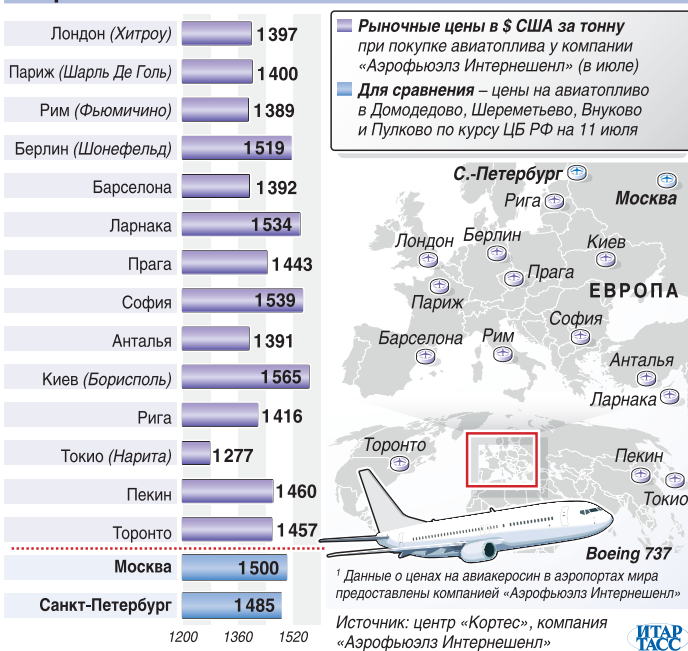 Лондон (Хитроу) 1 397
Париж (Шарль Де Голь) 1 400
Рим (Фьюмичино) 1 389
Берлин (Шонефельд) 1 519
Барселона 1 392
Ларнака 1 534
Прага 1 443
София 1 539
Анталья 1 391
Киев (Борисполь) 1 565
Рига 1 416
Токио (Нарита) 1 277
Пекин 1 460
Торонто 1 457
Москва 1 500
Санкт-Петербург 1 485
1200 1360 1520
Рыночные цены в $ США за тонну
при покупке авиатоплива у компании
«Аэрофьюэлз Интернешенл» (в июле)
Для сравнения – цены на авиатопливо
в Домодедово, Шереметьево, Внуково
и Пулково по курсу ЦБ РФ на 11 июля
С.-Петербург
Рига
Москва
Лондон
Берлин
Киев
Прага
Париж
ЕВРОПА
София
Барселона
Рим
Анталья
Ларнака
Торонто
Пекин
Токио
Boeing 737
1 Данные о ценах на авиакеросин в аэропортах мира
предоставлены компанией «Аэрофьюэлз Интернешенл»
Источник: центр «Кортес», компания
«Аэрофьюэлз Интернешенл»
ИТАР
ТАСС